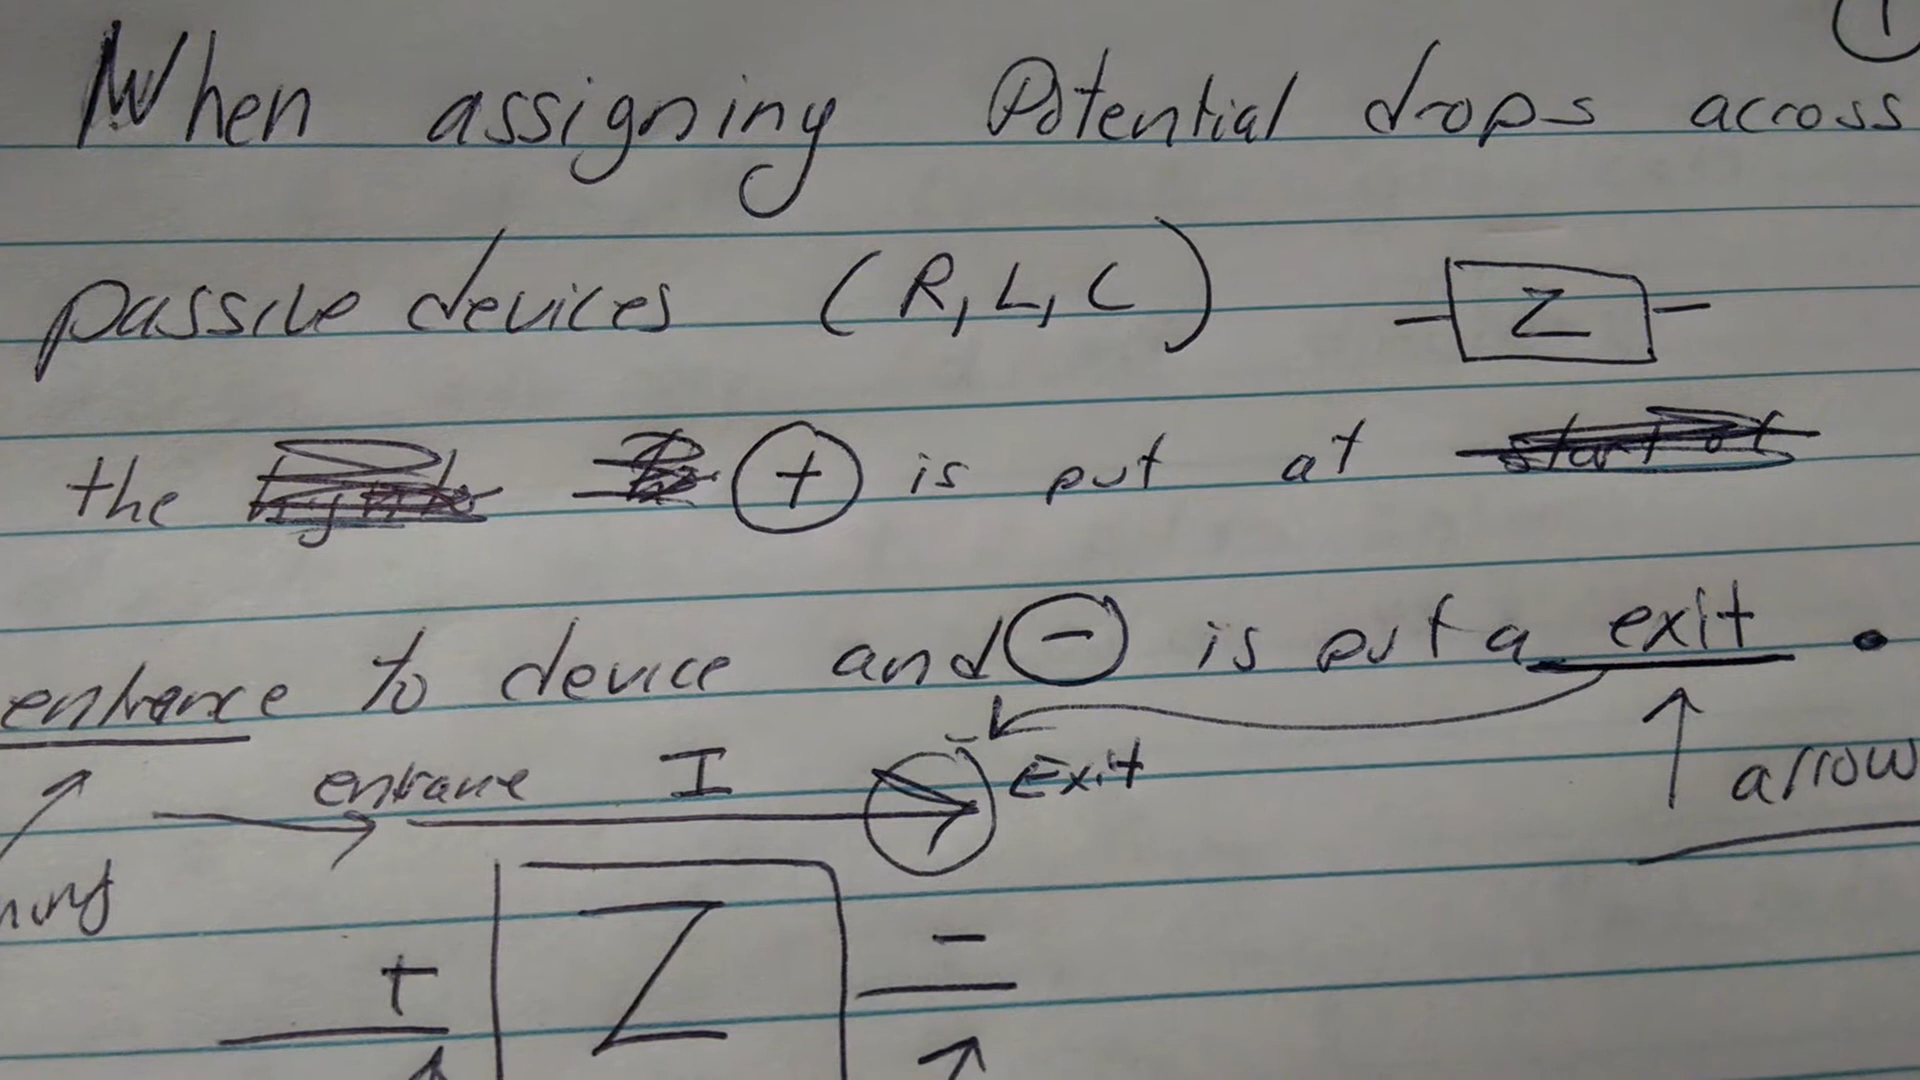 1
When assigning Potential drops across
passive devices (R, L, C) Z
the + is put at
entrance to device and - is put a exit .
entrance I Exit
arrow
Z
+ -